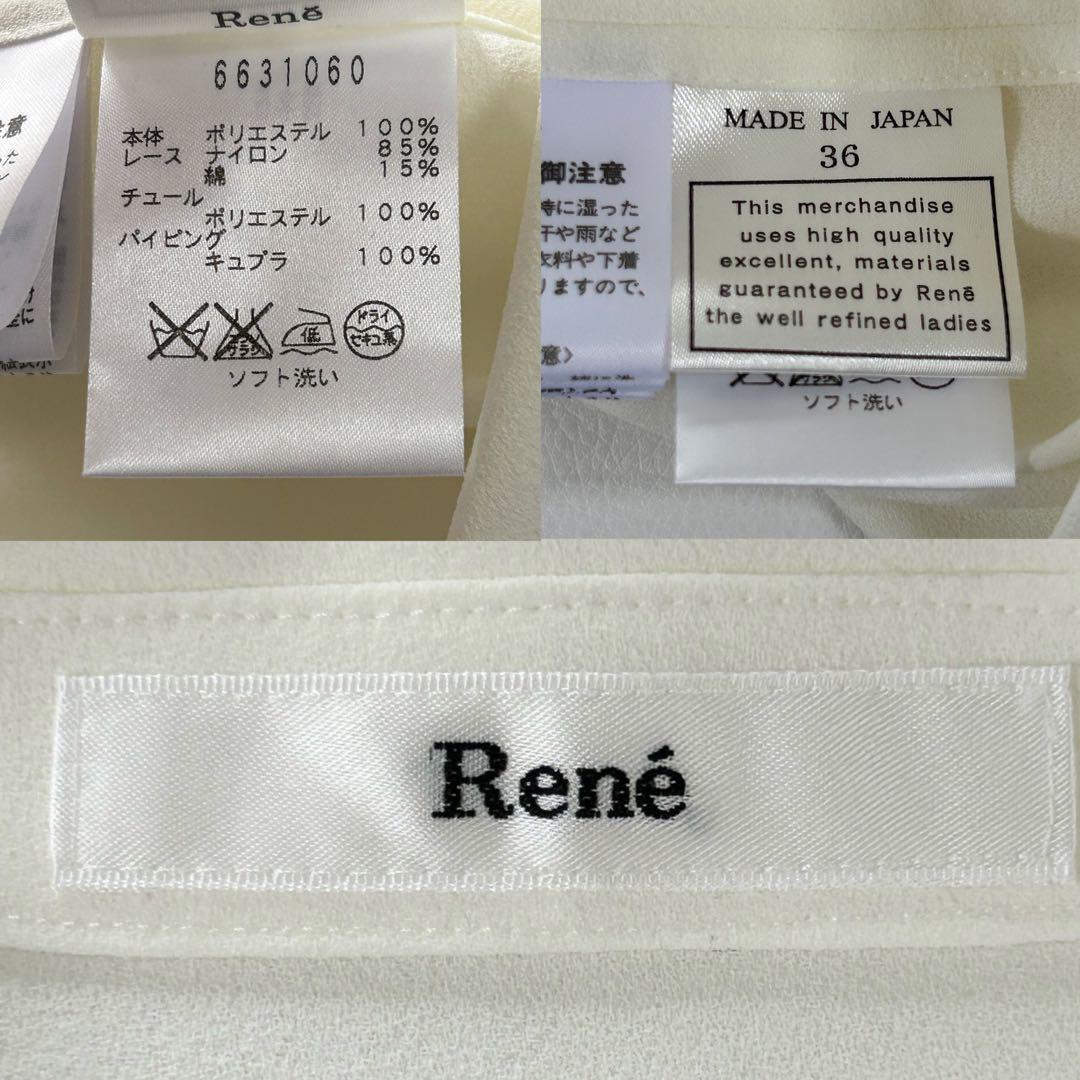 René
6631060
本体 ポリエステル 100%
レース ナイロン 85%
綿 15%
チュール
ポリエステル 100%
パイピング
キュプラ 100%
低
ドライ
セキユ系
ソフト洗い
御注意
特に湿った
汗や雨など
衣料や下着
りますので、
MADE IN JAPAN
36
This merchandise
uses high quality
excellent, materials
guaranteed by René
the well refined ladies
ソフト洗い
René